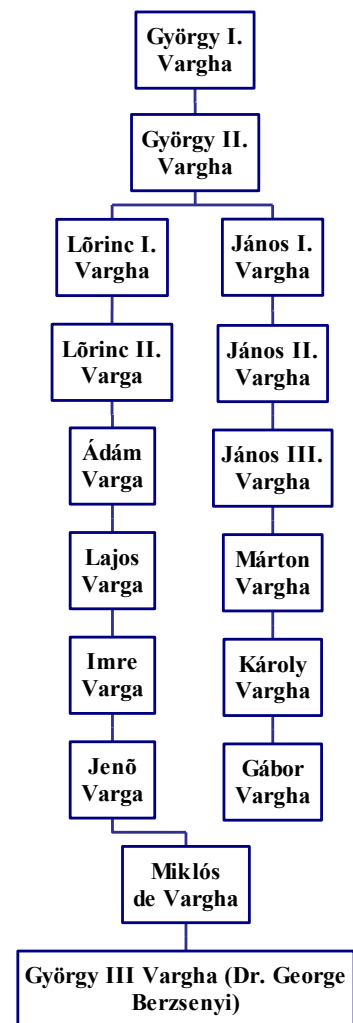 György I.
Vargha
György II.
Vargha
Lõrinc I.
Vargha
János I.
Vargha
Lõrinc II.
Varga
János II.
Vargha
Ádám
Varga
János III.
Vargha
Lajos
Varga
Márton
Vargha
Imre
Varga
Károly
Vargha
Jenõ
Varga
Gábor
Vargha
Miklós
de Vargha
György III Vargha (Dr. George
Berzsenyi)